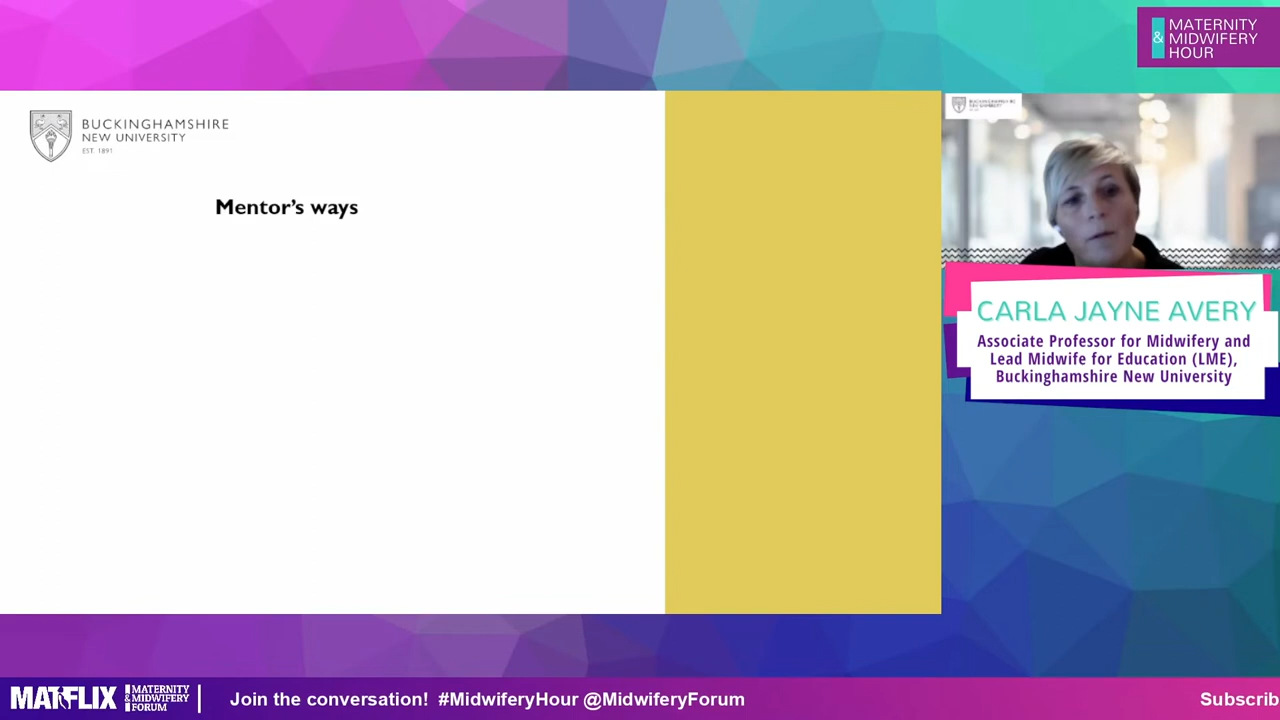 MATERNITY
& MIDWIFERY
HOUR
BUCKINGHAMSHIRE
NEW UNIVERSITY
EST. 1891
Mentor's ways
CARLA JAYNE AVERY
Associate Professor for Midwifery and
Lead Midwife for Education (LME),
Buckinghamshire New University
MATFLIX
MATERNITY
& MIDWIFERY
FORUM
Join the conversation! #MidwiferyHour @MidwiferyForum
Subscrib